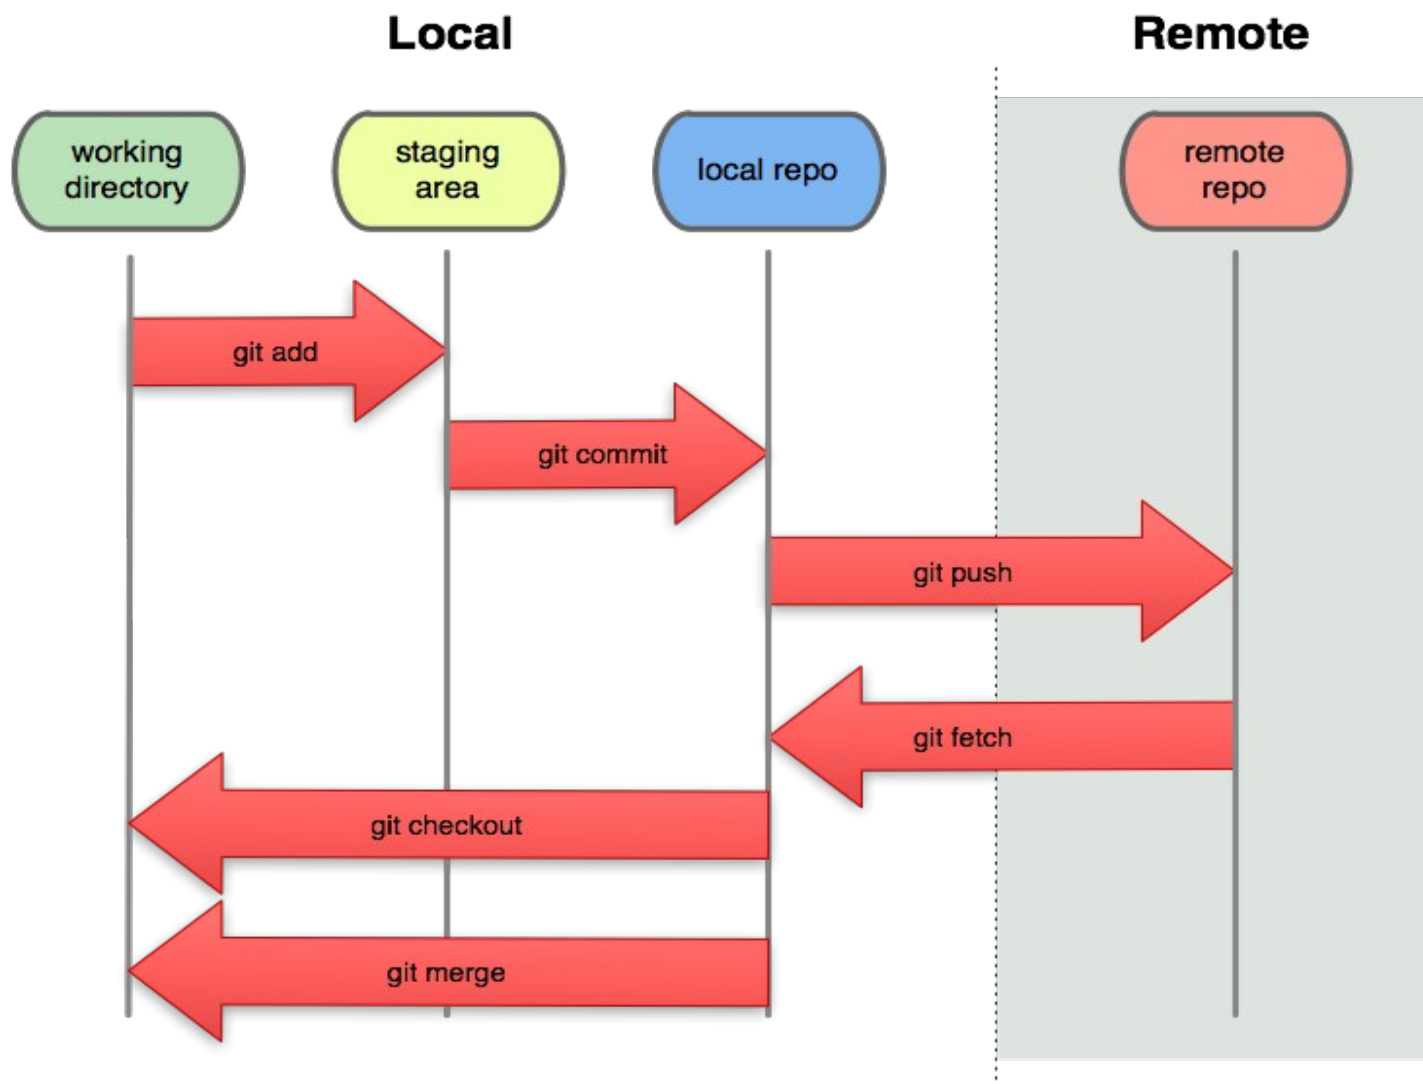 Local
Remote
working
directory
staging
area
local repo
remote
repo
git add
git commit
git push
git fetch
git checkout
git merge